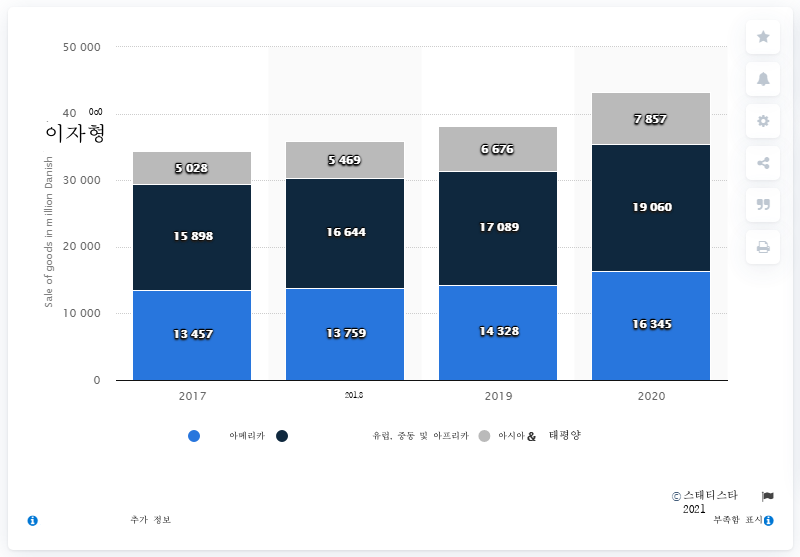 50 000
40 000
이자형
Sale of goods in million Danish
30 000
20 000
10 000
0
5 028
5 469
6 676
7 857
15 898
16 644
17 089
19 060
13 457
13 759
14 328
16 345
2017
2018
2019
2020
아메리카
유럽, 중동 및 아프리카
아시아 & 태평양
© 스태티스타
2021
추가 정보
부족함 표시